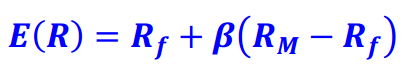 E(R) = R_f + β(R_M − R_f)